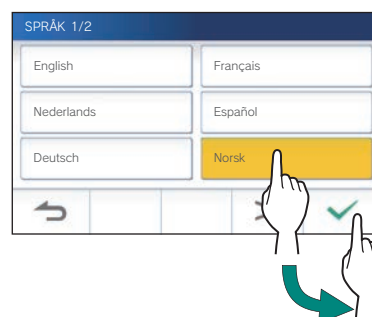 SPRÅK 1/2
English
Français
Nederlands
Español
Deutsch
Norsk